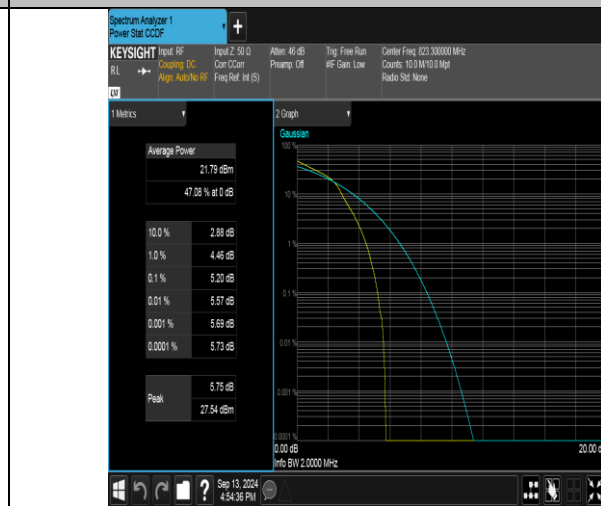 Spectrum Analyzer 1
Power Stat CCDF
+
KEYSIGHT
RL
LXI
Input: RF
Coupling: DC
Align: Auto/No RF
Input Z: 50 Ω
Corr CCorr
Freq Ref: Int (S)
Atten: 46 dB
Preamp: Off
Trig: Free Run
#IF Gain: Low
Center Freq: 823.300000 MHz
Counts: 10.0 M/10.0 Mpt
Radio Std: None
1 Metrics
Average Power
21.79 dBm
47.08 % at 0 dB
10.0 % 2.88 dB
1.0 % 4.46 dB
0.1 % 5.20 dB
0.01 % 5.57 dB
0.001 % 5.69 dB
0.0001 % 5.73 dB
Peak
5.75 dB
27.54 dBm
2 Graph
Gaussian
100 %
10 %
1 %
0.1 %
0.01 %
0.001 %
0.0001 %
0.00 dB
20.00 d
Info BW 2.0000 MHz
?
Sep 13, 2024
4:54:36 PM